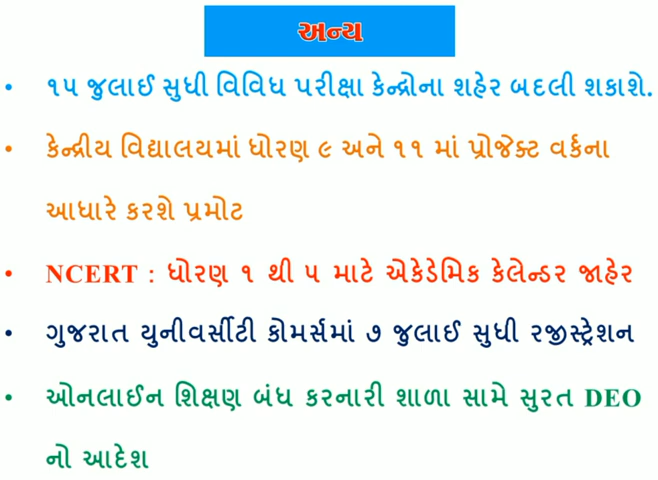 અન્ય
• ૧૫ જુલાઈ સુધી વિવિધ પરીક્ષા કેન્દ્રોના શહેર બદલી શકાશે.
• કેન્દ્રીય વિદ્યાલયમાં ધોરણ ૯ અને ૧૧ માં પ્રોજેક્ટ વર્કના
આધારે કરશે પ્રમોટ
• NCERT : ધોરણ ૧ થી ૫ માટે એકેડેમિક કેલેન્ડર જાહેર
• ગુજરાત યુનીવર્સીટી કોમર્સમાં ૭ જુલાઈ સુધી રજીસ્ટ્રેશન
• ઓનલાઈન શિક્ષણ બંધ કરનારી શાળા સામે સુરત DEO
નો આદેશ